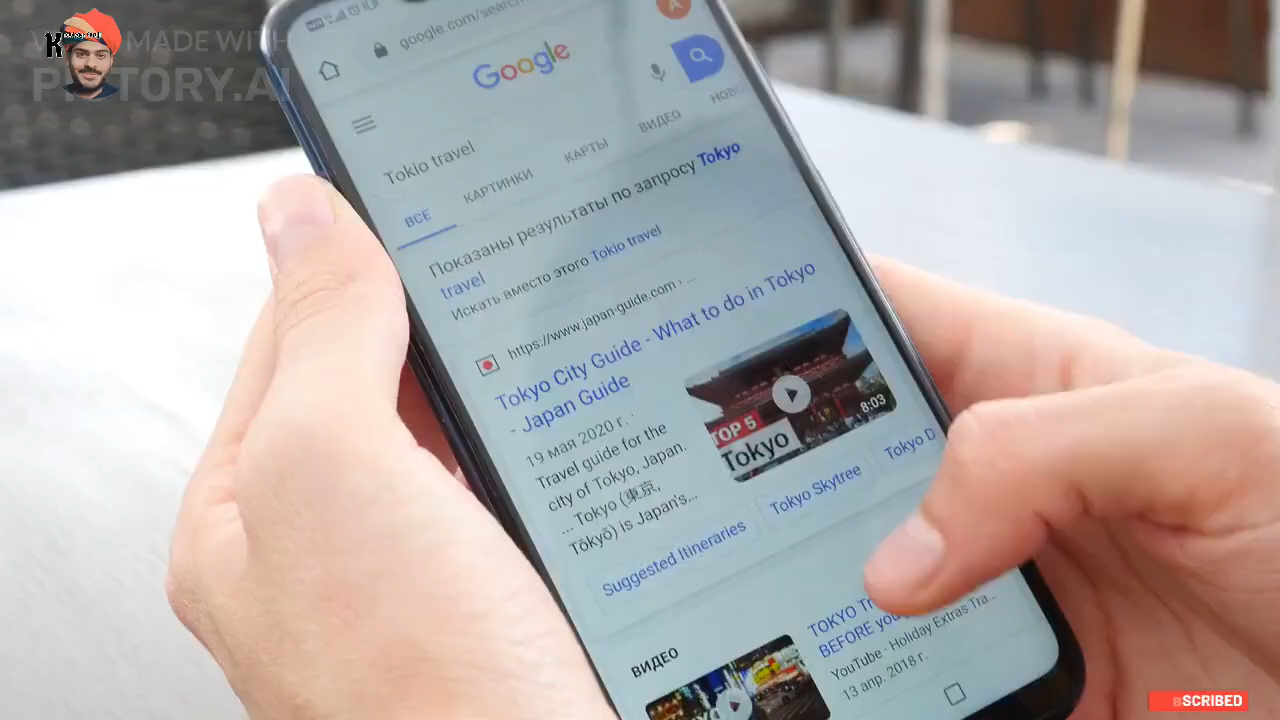 MADE WITH
PICTORY.AI
google.com/search
A
Google
Tokio travel
ВСЕ
КАРТИНКИ
КАРТЫ
ВИДЕО
Показаны результаты по запросу Tokyo
travel
Искать вместо этого Tokio travel
https://www.japan-guide.com › ...
Tokyo City Guide - What to do in Tokyo
- Japan Guide
19 мая 2020 г. ·
Travel guide for the
city of Tokyo, Japan.
... Tokyo (東京,
Tōkyō) is Japan's...
TOP 5
Tokyo
8:03
Suggested Itineraries
Tokyo Skytree
Tokyo D
ВИДЕО
TOKYO
BEFORE
YouTube · Holiday Extras Tra...
13 апр. 2018 г.
SCRIBED